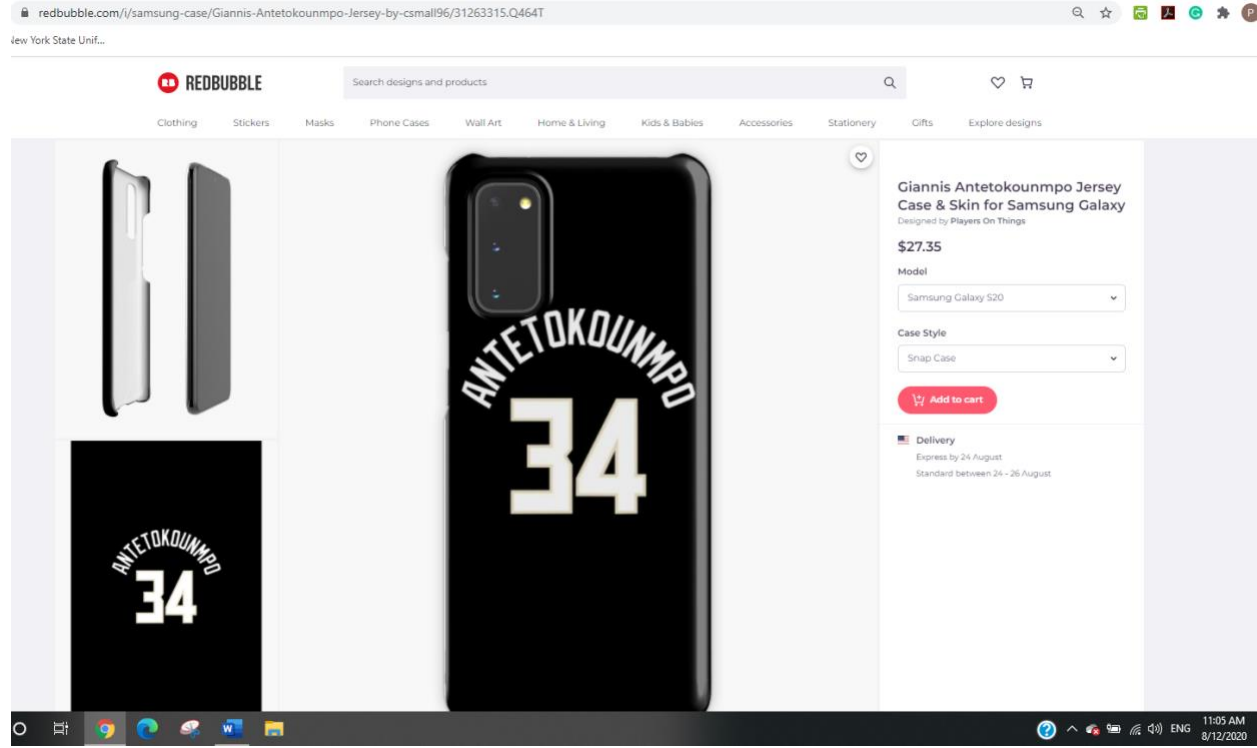 redbubble.com/i/samsung-case/Giannis-Antetokounmpo-Jersey-by-csmall96/31263315.Q464T
New York State Unif...
RB REDBUBBLE
Search designs and products
Clothing Stickers Masks Phone Cases Wall Art Home & Living Kids & Babies Accessories Stationery Gifts Explore designs
Giannis Antetokounmpo Jersey
Case & Skin for Samsung Galaxy
Designed by Players On Things
$27.35
Model
Samsung Galaxy S20
Case Style
Snap Case
Add to cart
Delivery
Express by 24 August
Standard between 24 - 26 August
ANTETOKOUNMPO
34
ANTETOKOUNMPO
34
ENG
11:05 AM
8/12/2020